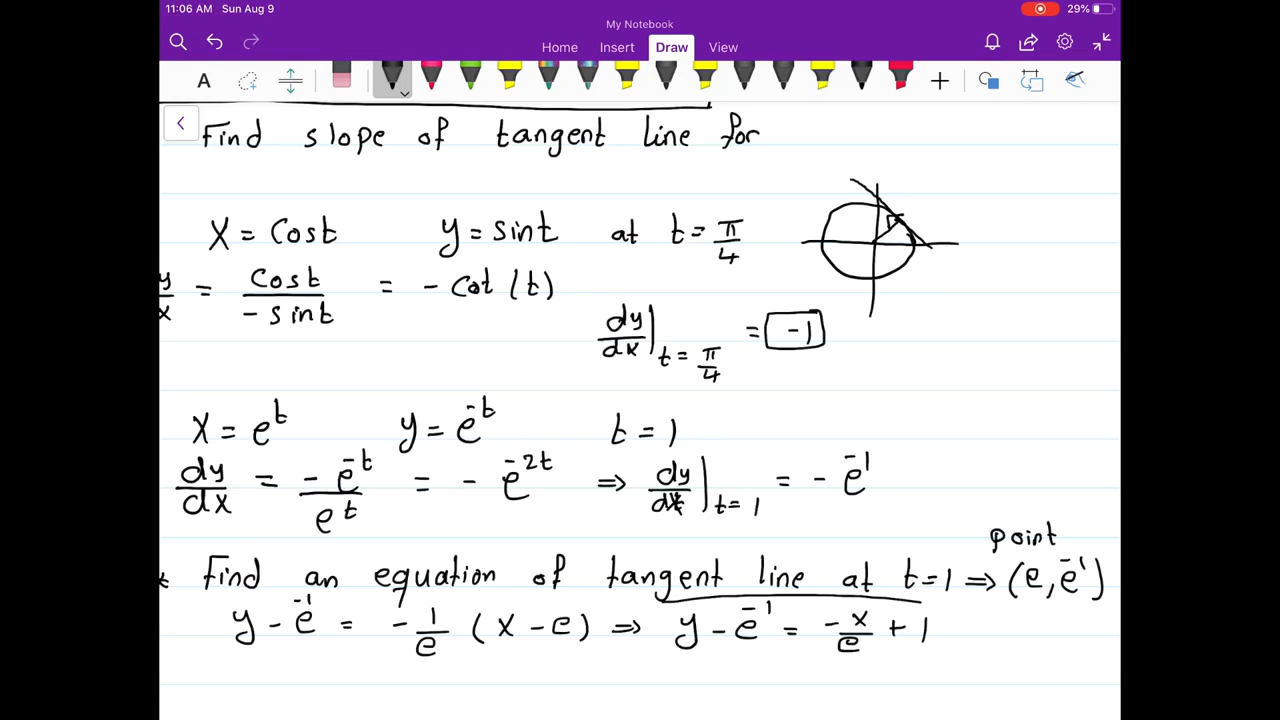 11:06 AM Sun Aug 9
29%
My Notebook
Home Insert Draw View
A
Find slope of tangent line for
x = cost y = sint at t = π/4
y/x = cost/-sint = - cot (t)
dy/dx |t = π/4 = -1
x = e^t y = e^-t t = 1
dy/dx = -e^-t/e^t = - e^-2t ⇒ dy/dx |t=1 = - e^-1
point
Find an equation of tangent line at t=1 ⇒ (e, e^-1)
y - e^-1 = - 1/e (x - e) ⇒ y - e^-1 = -x/e + 1